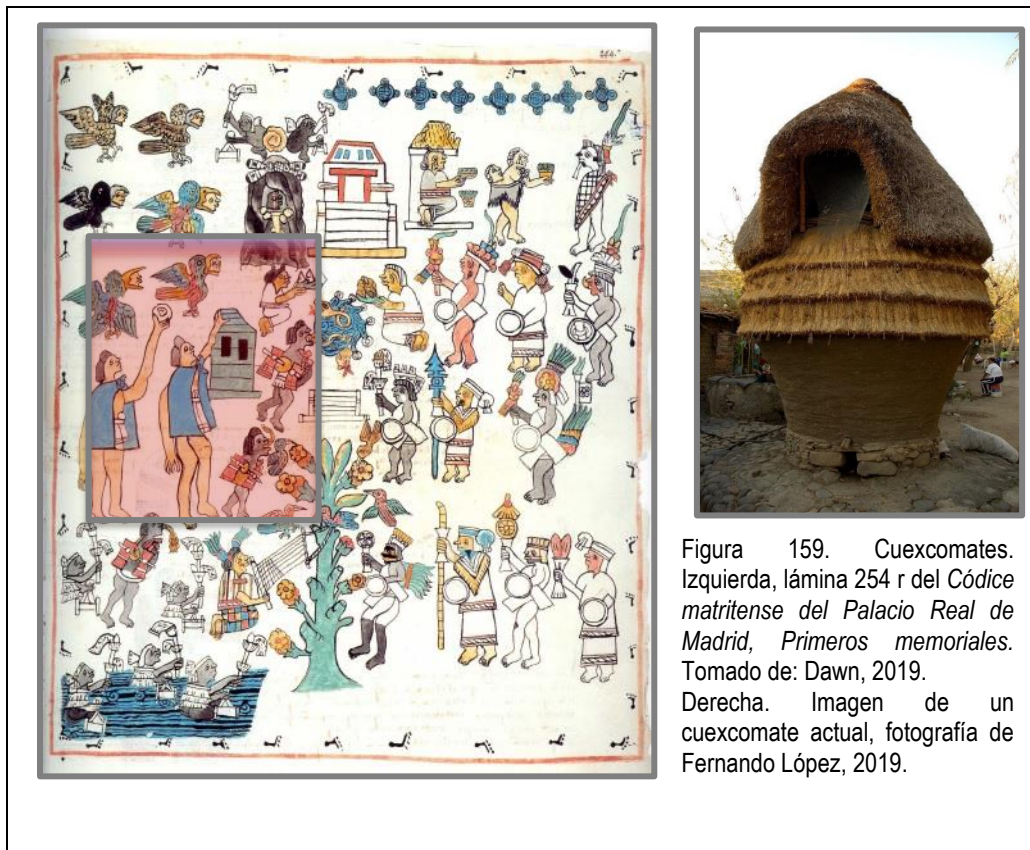 Figura 159. Cuexcomates.
Izquierda, lámina 254 r del Códice
matritense del Palacio Real de
Madrid, Primeros memoriales.
Tomado de: Dawn, 2019.
Derecha. Imagen de un
cuexcomate actual, fotografía de
Fernando López, 2019.